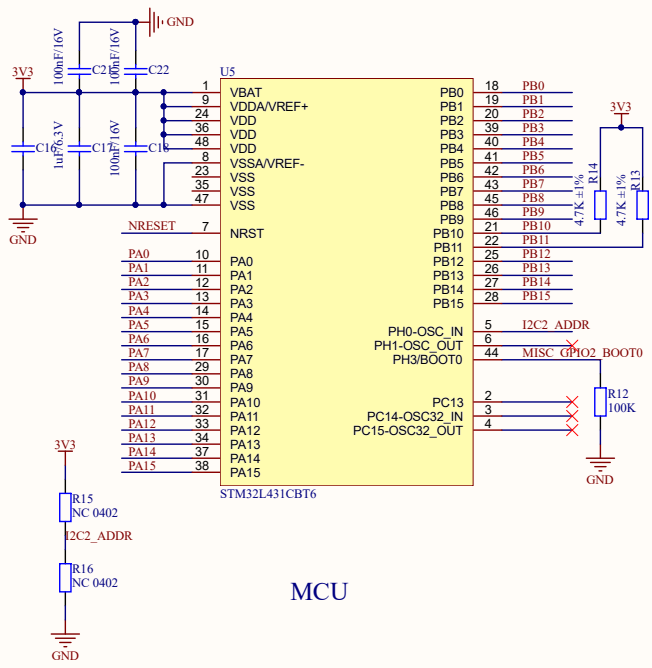 GND
100nF/16V
C21
100nF/16V
C22
3V3
C16
1uF/6.3V
C17
100nF/16V
C18
GND
U5
1 VBAT
9 VDDA/VREF+
24 VDD
36 VDD
48 VDD
8 VSSA/VREF-
23 VSS
35 VSS
47 VSS
NRESET 7 NRST
PA0 10 PA0
PA1 11 PA1
PA2 12 PA2
PA3 13 PA3
PA4 14 PA4
PA5 15 PA5
PA6 16 PA6
PA7 17 PA7
PA8 29 PA8
PA9 30 PA9
PA10 31 PA10
PA11 32 PA11
PA12 33 PA12
PA13 34 PA13
PA14 37 PA14
PA15 38 PA15
PB0 18 PB0
PB1 19 PB1
PB2 20 PB2
PB3 39 PB3
PB4 40 PB4
PB5 41 PB5
PB6 42 PB6
PB7 43 PB7
PB8 45 PB8
PB9 46 PB9
PB10 21 PB10
PB11 22 PB11
PB12 25 PB12
PB13 26 PB13
PB14 27 PB14
PB15 28 PB15
PH0-OSC_IN 5 I2C2_ADDR
PH1-OSC_OUT 6
PH3/BOOT0 44 MISC_GPIO2_BOOT0
PC13 2
PC14-OSC32_IN 3
PC15-OSC32_OUT 4
STM32L431CBT6
3V3
R14
4.7K ±1%
R13
4.7K ±1%
R12
100K
GND
3V3
R15
NC 0402
I2C2_ADDR
R16
NC 0402
GND
MCU